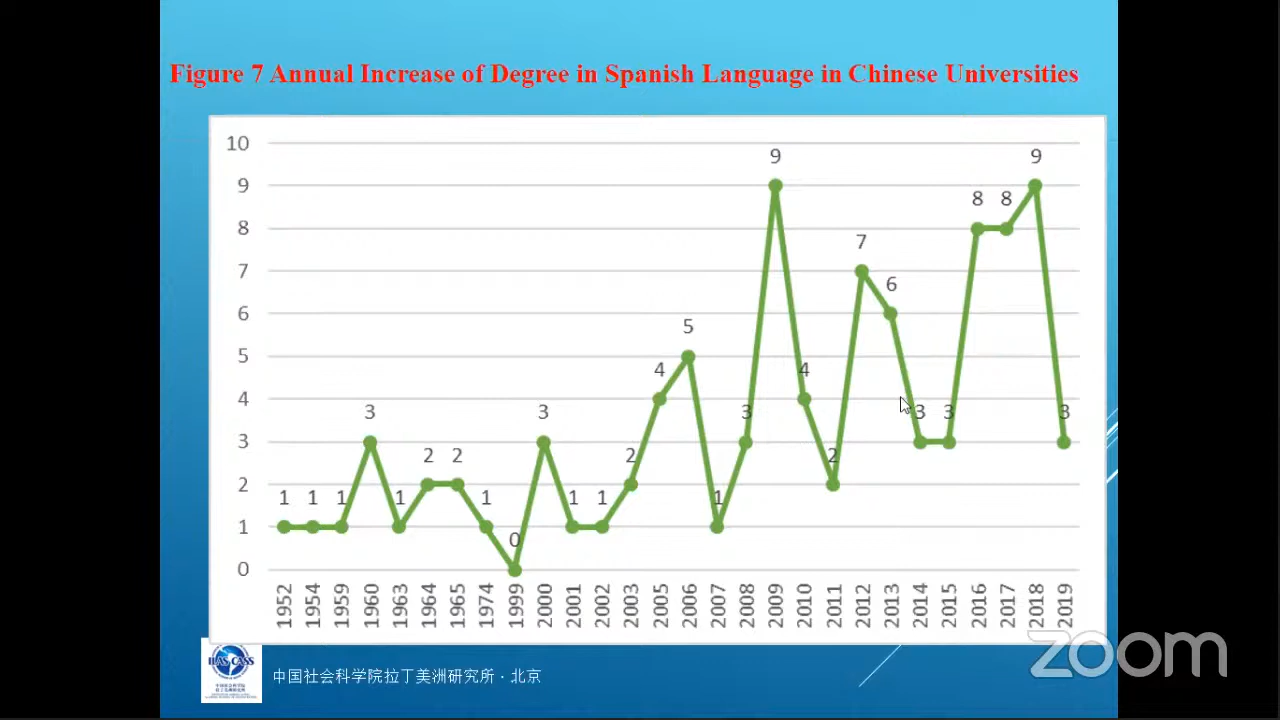 Figure 7 Annual Increase of Degree in Spanish Language in Chinese Universities
10
9
8
7
6
5
4
3
2
1
0
1 1 1 3 1 2 2 1 0 3 1 1 2 4 5 1 3 9 4 2 7 6 3 3 8 8 9 3
1952 1954 1959 1960 1963 1964 1965 1974 1999 2000 2001 2002 2003 2005 2006 2007 2008 2009 2010 2011 2012 2013 2014 2015 2016 2017 2018 2019
ILAS CASS
中国社会科学院拉丁美洲研究所 · 北京
zoom